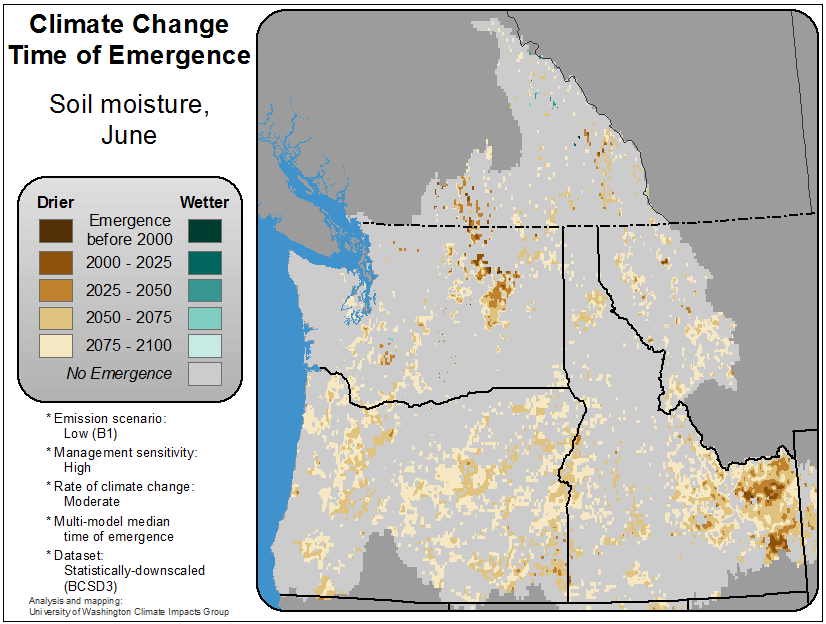 Climate Change
Time of Emergence
Soil moisture,
June
Drier Wetter
Emergence
before 2000
2000 - 2025
2025 - 2050
2050 - 2075
2075 - 2100
No Emergence
* Emission scenario:
Low (B1)
* Management sensitivity:
High
* Rate of climate change:
Moderate
* Multi-model median
time of emergence
* Dataset:
Statistically-downscaled
(BCSD3)
Analysis and mapping:
University of Washington Climate Impacts Group